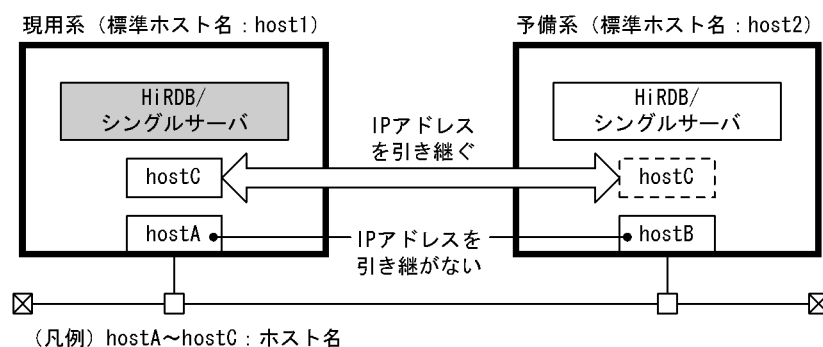 現用系（標準ホスト名：host1）
予備系（標準ホスト名：host2）
HiRDB/
シングルサーバ
HiRDB/
シングルサーバ
IPアドレス
を引き継ぐ
hostC
hostC
hostA
IPアドレスを
引き継がない
hostB
（凡例）hostA～hostC：ホスト名